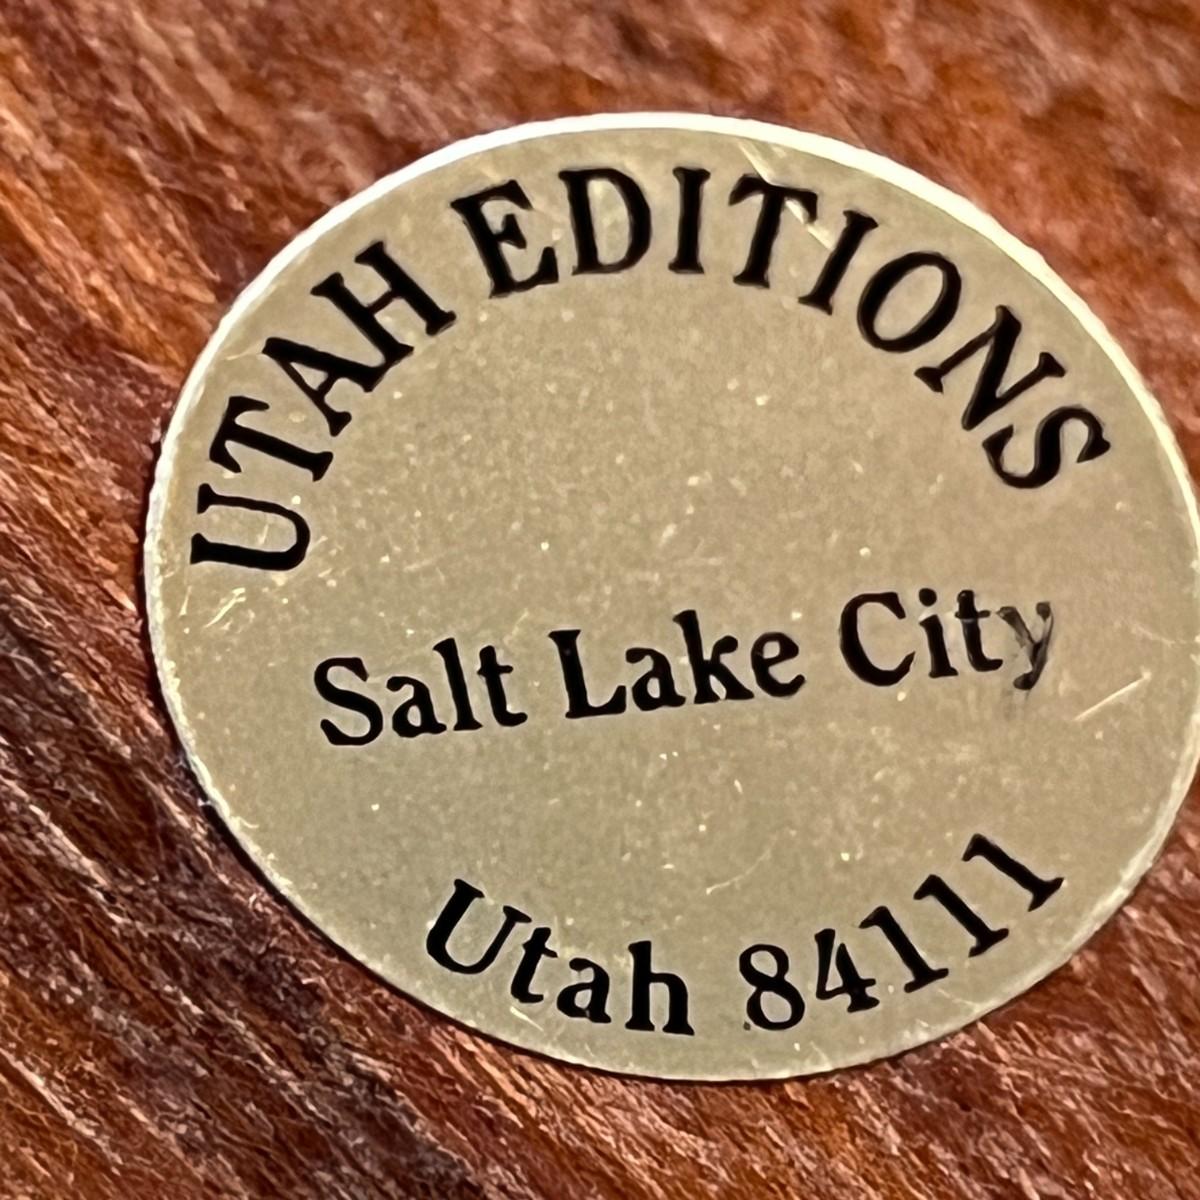 UTAH EDITIONS
Salt Lake City
Utah 84111